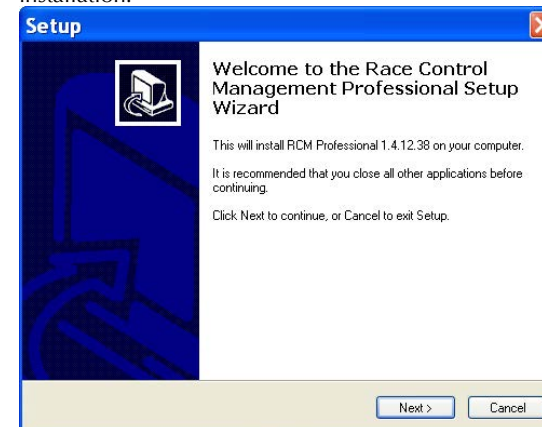 installation.
Setup
Welcome to the Race Control
Management Professional Setup
Wizard
This will install RCM Professional 1.4.12.38 on your computer.
It is recommended that you close all other applications before
continuing.
Click Next to continue, or Cancel to exit Setup.
Next >
Cancel